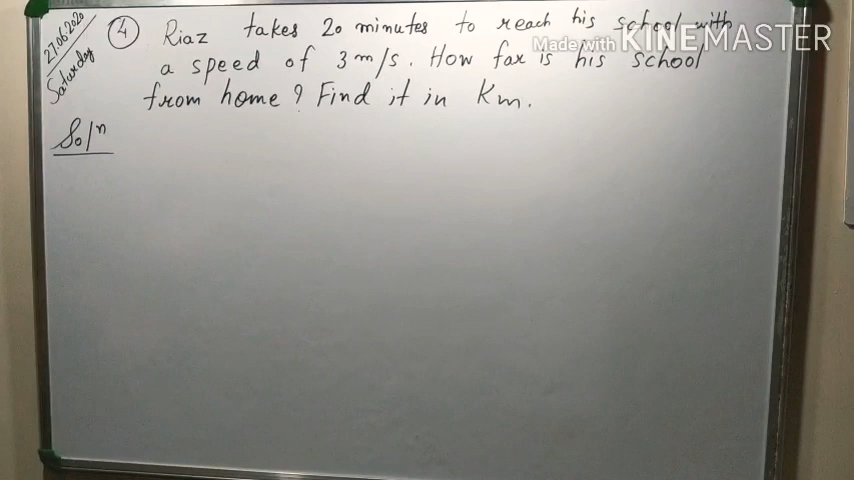 27.06.2020
Saturday
4 Riaz takes 20 minutes to reach his school with
Made with KINEMASTER
a speed of 3 m/s. How far is his school
from home? Find it in Km.
Sol^n